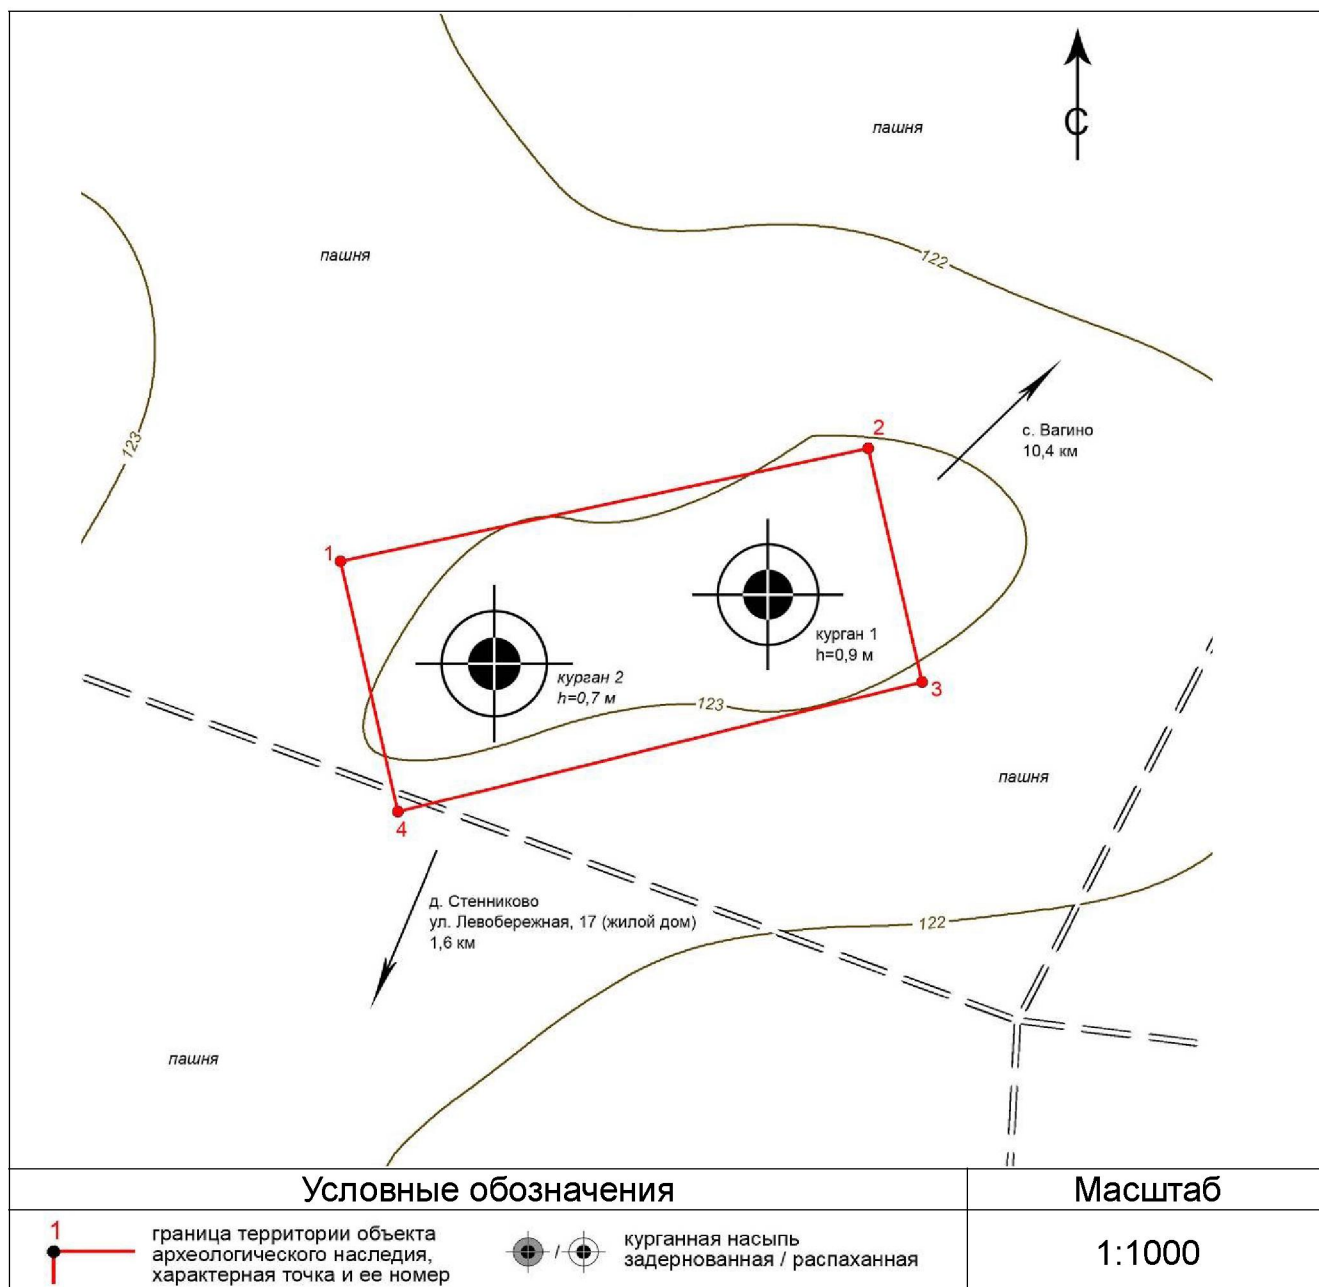 пашня
С
пашня
122
123
с. Вагино
10,4 км
2
1
курган 1
h=0,9 м
курган 2
h=0,7 м
3
123
пашня
4
д. Стенниково
ул. Левобережная, 17 (жилой дом)
1,6 км
122
пашня
Условные обозначения
Масштаб
1
граница территории объекта
археологического наследия,
характерная точка и ее номер
/
курганная насыпь
задернованная / распаханная
1:1000